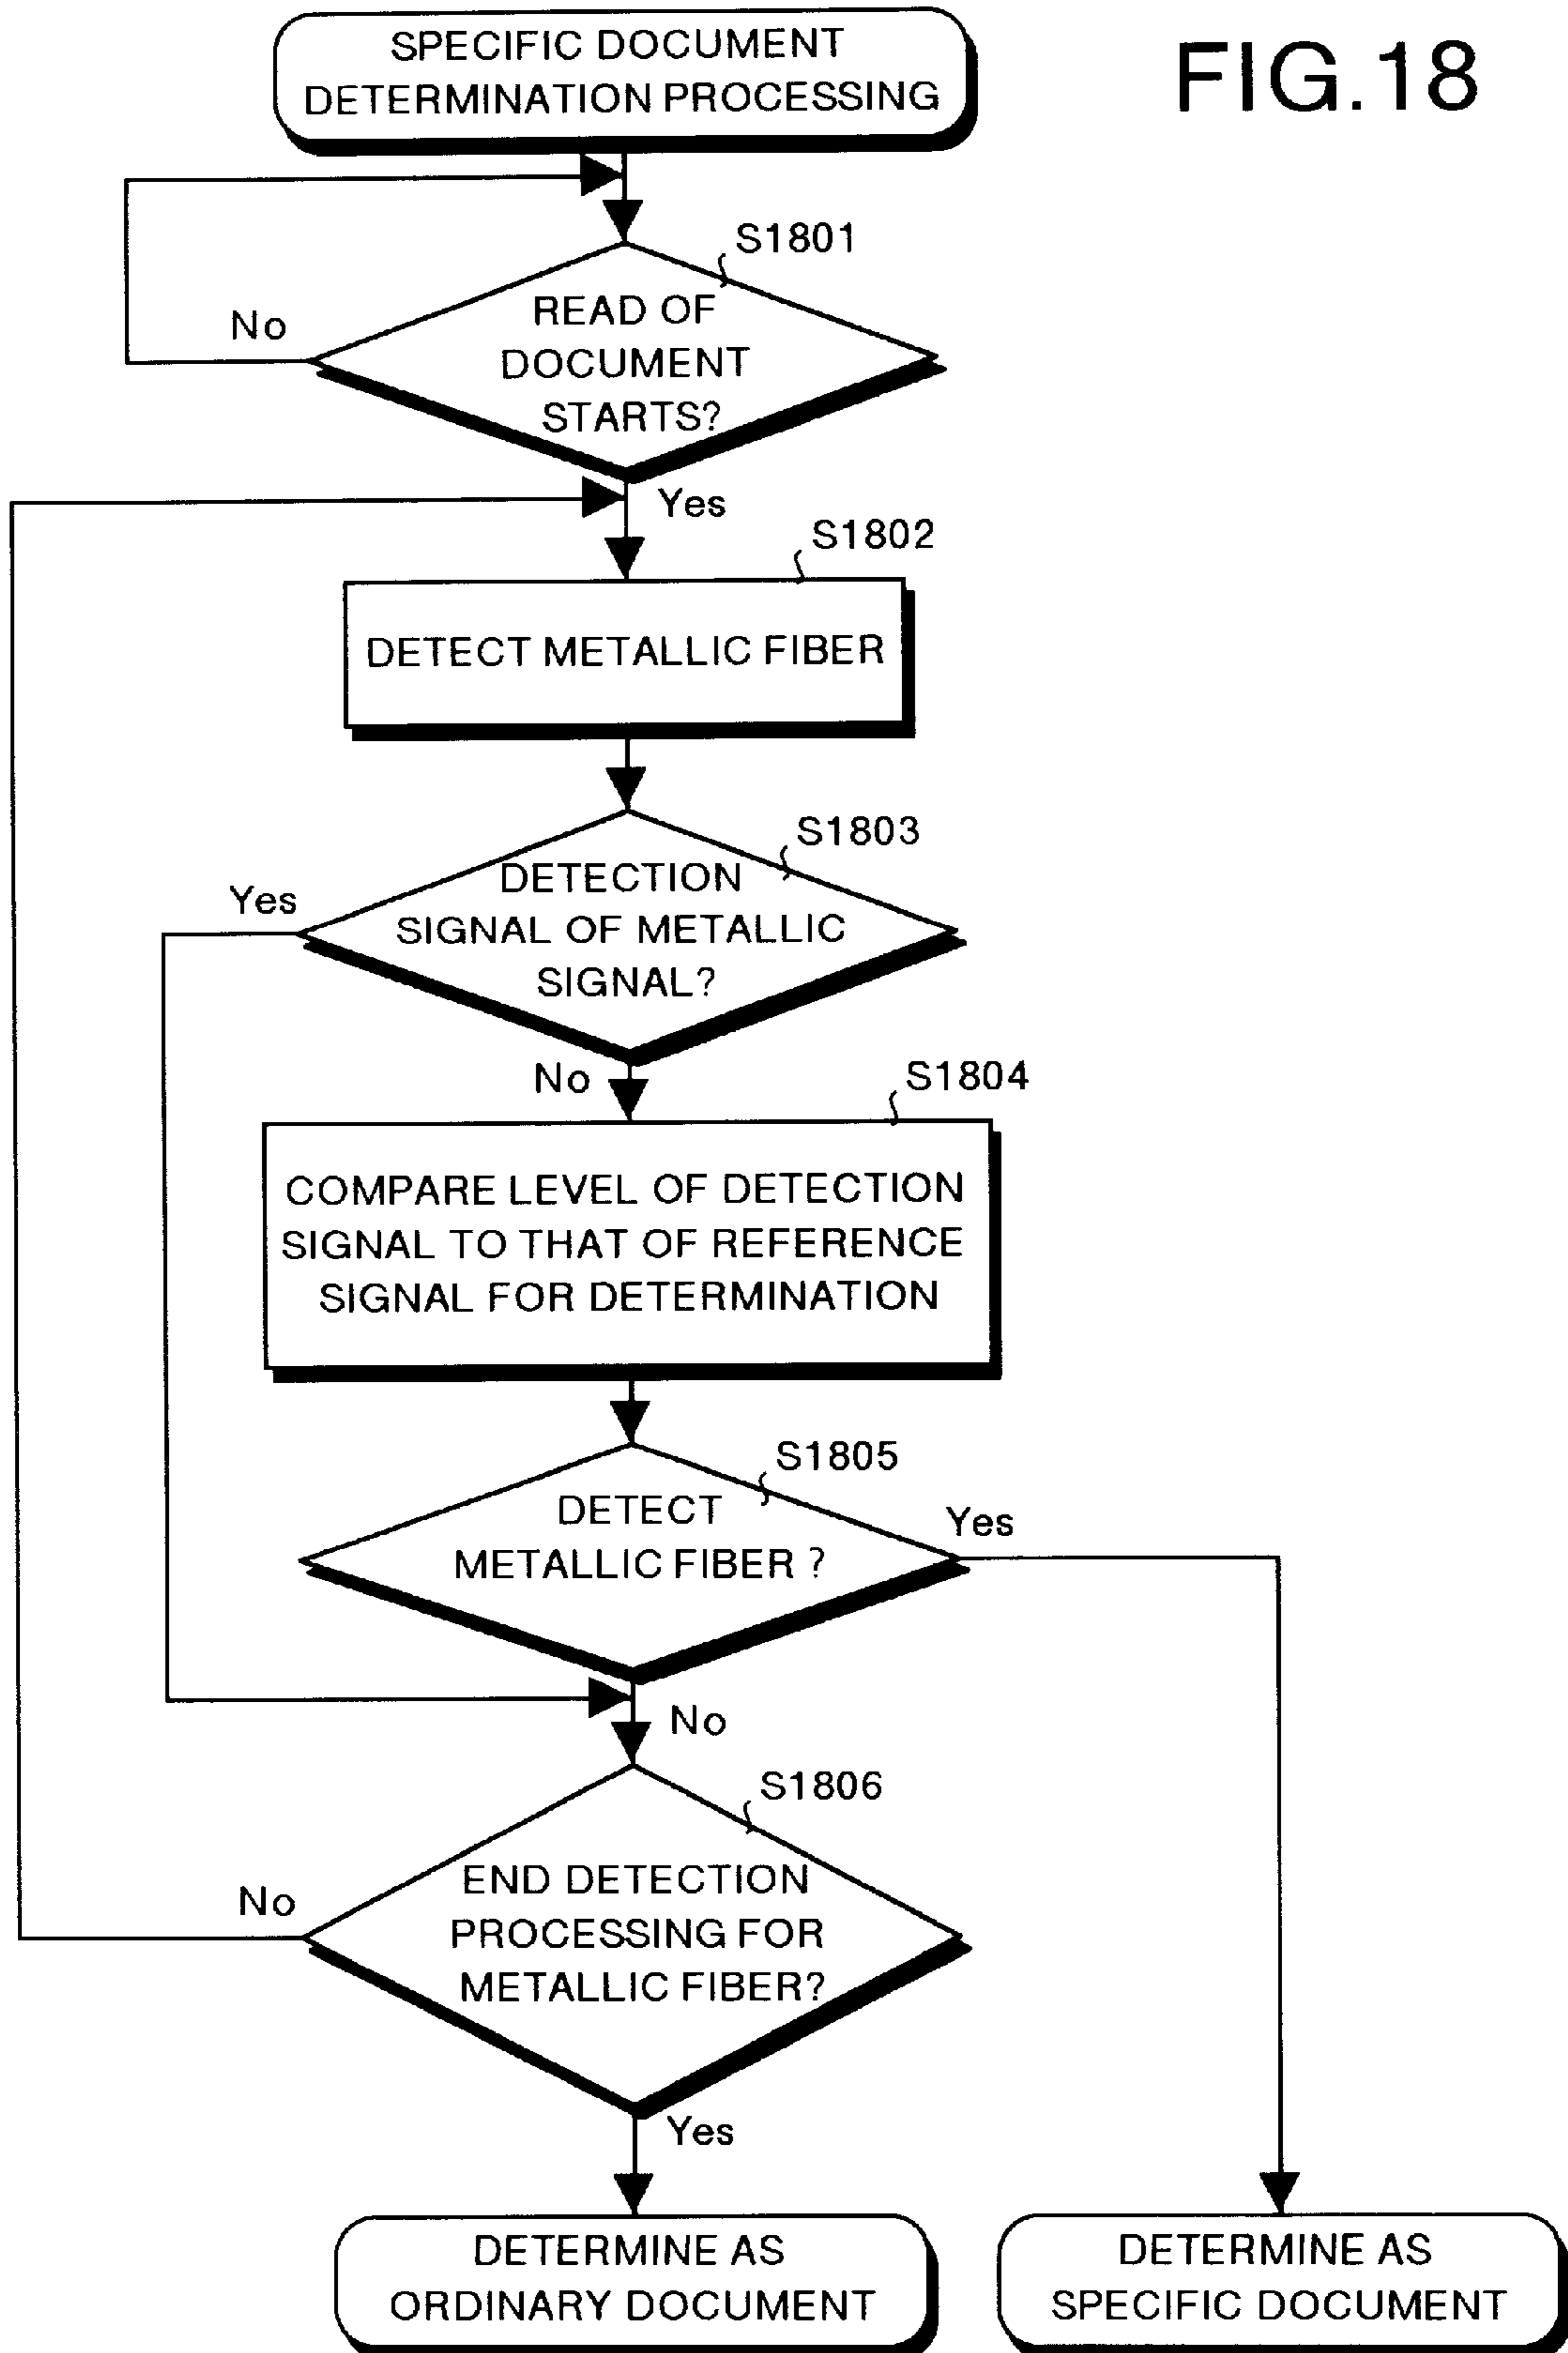 FIG.18
SPECIFIC DOCUMENT
DETERMINATION PROCESSING
S1801
READ OF
DOCUMENT
STARTS?
No
Yes
S1802
DETECT METALLIC FIBER
S1803
DETECTION
SIGNAL OF METALLIC
SIGNAL?
Yes
No
S1804
COMPARE LEVEL OF DETECTION
SIGNAL TO THAT OF REFERENCE
SIGNAL FOR DETERMINATION
S1805
DETECT
METALLIC FIBER ?
Yes
No
S1806
END DETECTION
PROCESSING FOR
METALLIC FIBER?
No
Yes
DETERMINE AS
ORDINARY DOCUMENT
DETERMINE AS
SPECIFIC DOCUMENT